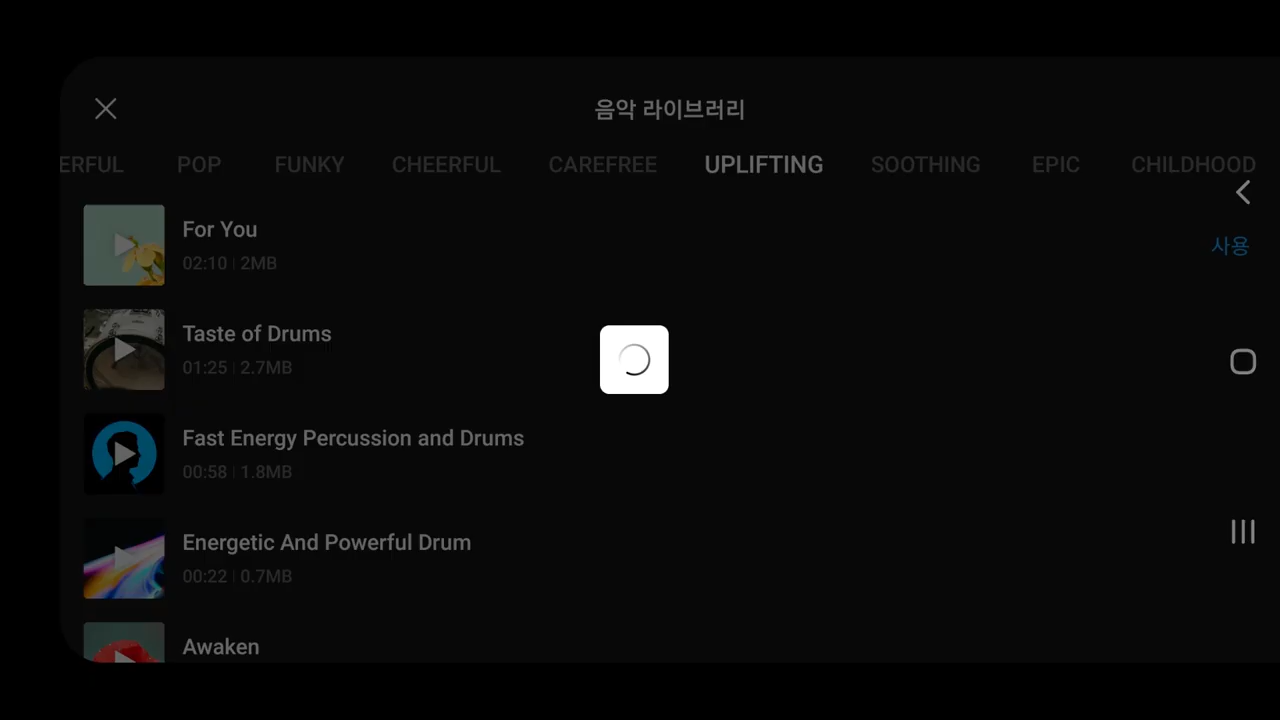 음악 라이브러리
ERFUL POP FUNKY CHEERFUL CAREFREE UPLIFTING SOOTHING EPIC CHILDHOOD
For You
02:10 | 2MB
사용
Taste of Drums
01:25 | 2.7MB
Fast Energy Percussion and Drums
00:58 | 1.8MB
Energetic And Powerful Drum
00:22 | 0.7MB
Awaken